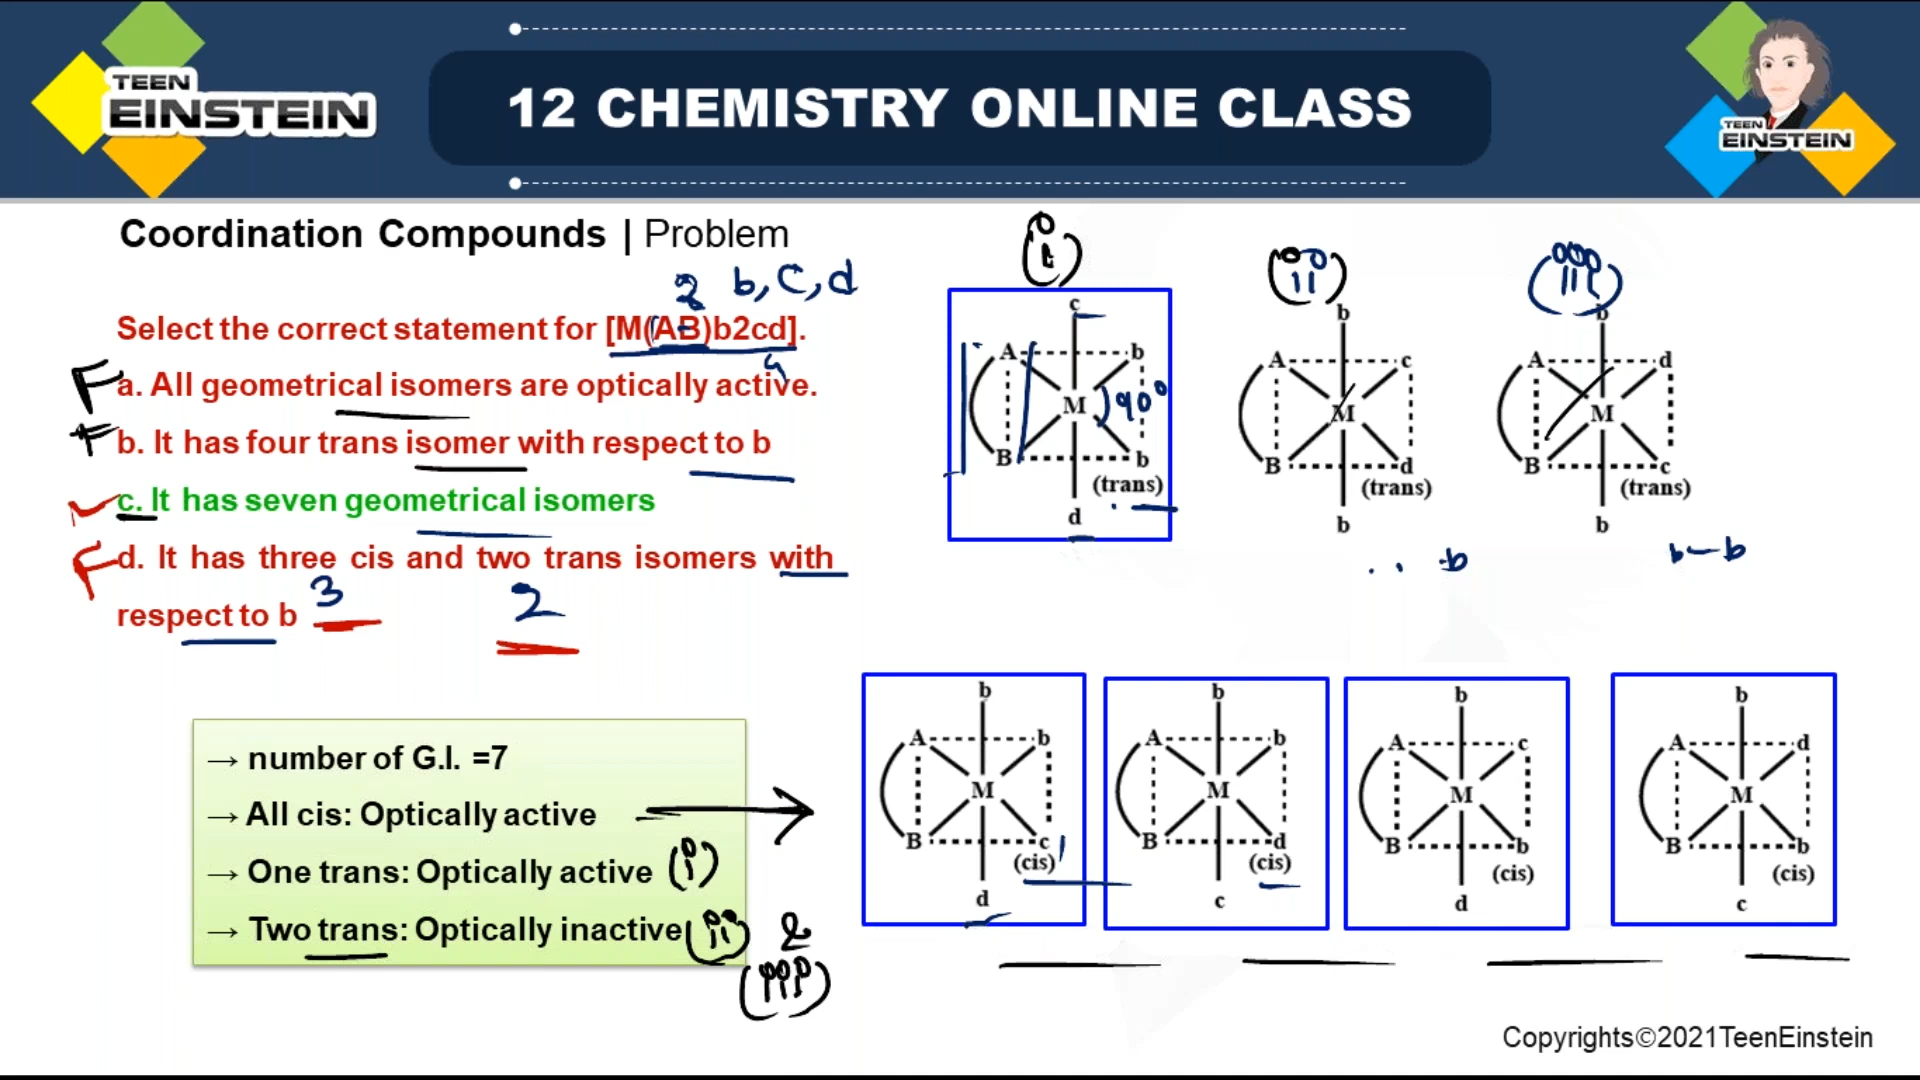 TEEN
EINSTEIN
12 CHEMISTRY ONLINE CLASS
TEEN
EINSTEIN
Coordination Compounds | Problem
2 b, C, d
Select the correct statement for [M(AB)b2cd].
F a. All geometrical isomers are optically active.
F b. It has four trans isomer with respect to b
c. It has seven geometrical isomers
F d. It has three cis and two trans isomers with
respect to b
3 2
(i)
c
A b
M 90°
B b
(trans)
d
(ii)
b
A c
M
B d
(trans)
b
b
(iii)
b
A d
M
B c
(trans)
b
b - b
→ number of G.I. =7
→ All cis: Optically active
→ One trans: Optically active (i)
→ Two trans: Optically inactive (ii) &
(iii)
b
A b
M
B c
(cis)
d
b
A b
M
B d
(cis)
c
b
A c
M
B b
(cis)
d
b
A d
M
B b
(cis)
c
Copyrights©2021TeenEinstein